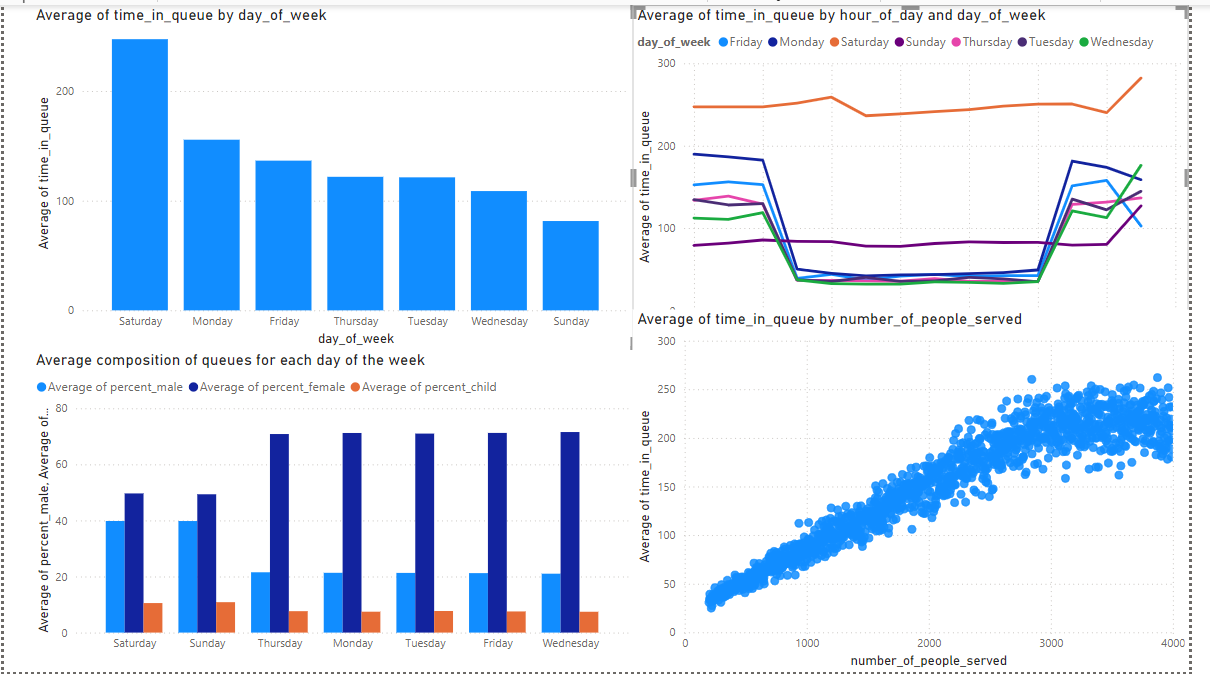 Average of time_in_queue by day_of_week
Average of time_in_queue
200
100
0
Saturday Monday Friday Thursday Tuesday Wednesday Sunday
day_of_week
Average of time_in_queue by hour_of_day and day_of_week
day_of_week Friday Monday Saturday Sunday Thursday Tuesday Wednesday
Average of time_in_queue
300
200
100
Average composition of queues for each day of the week
Average of percent_male Average of percent_female Average of percent_child
Average of percent_male, Average of...
80
60
40
20
0
Saturday Sunday Thursday Monday Tuesday Friday Wednesday
Average of time_in_queue by number_of_people_served
Average of time_in_queue
300
250
200
150
100
50
0
0 1000 2000 3000 4000
number_of_people_served